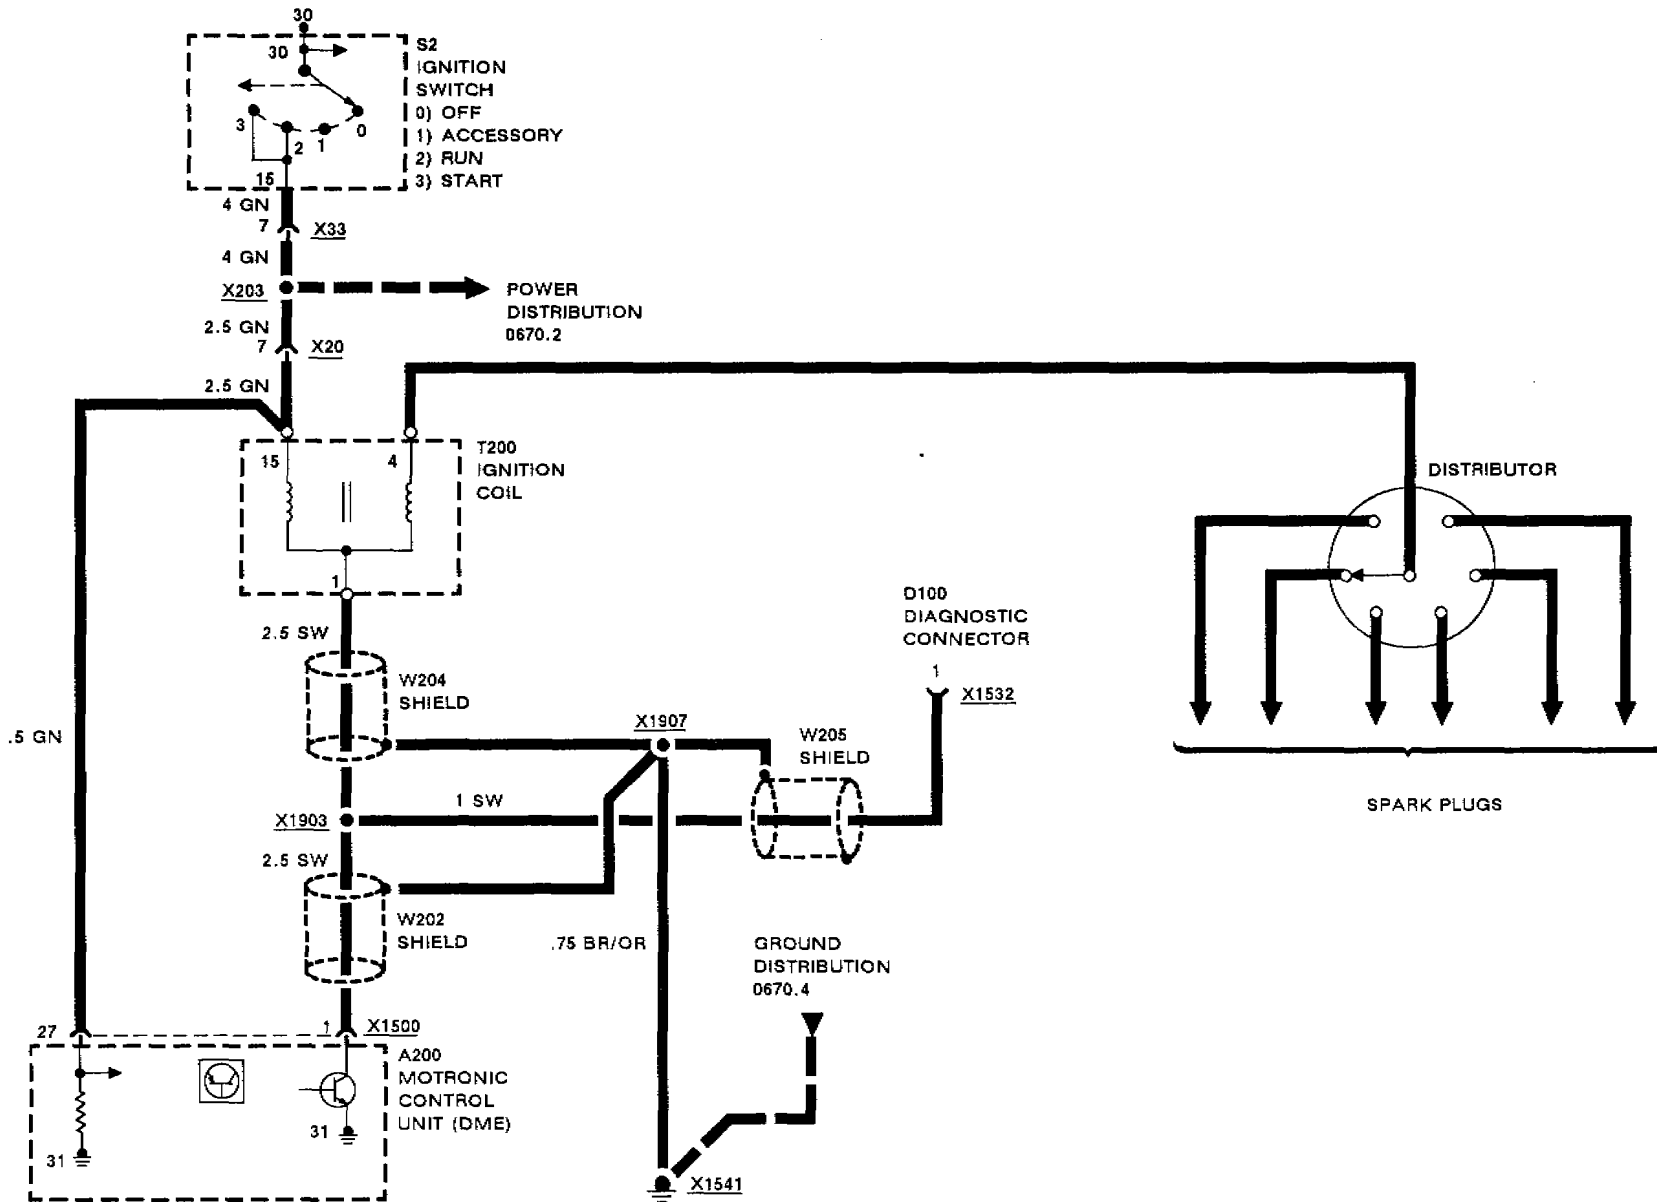 30
30
S2
IGNITION
SWITCH
0) OFF
1) ACCESSORY
2) RUN
3) START
3
2
1
0
15
4 GN
7
X33
4 GN
X203
POWER
DISTRIBUTION
0670.2
2.5 GN
7
X20
2.5 GN
15
4
T200
IGNITION
COIL
1
DISTRIBUTOR
2.5 SW
W204
SHIELD
D100
DIAGNOSTIC
CONNECTOR
1
X1532
.5 GN
X1907
W205
SHIELD
SPARK PLUGS
1 SW
X1903
2.5 SW
W202
SHIELD
.75 BR/OR
GROUND
DISTRIBUTION
0670.4
27
1
X1500
A200
MOTRONIC
CONTROL
UNIT (DME)
31
31
X1541